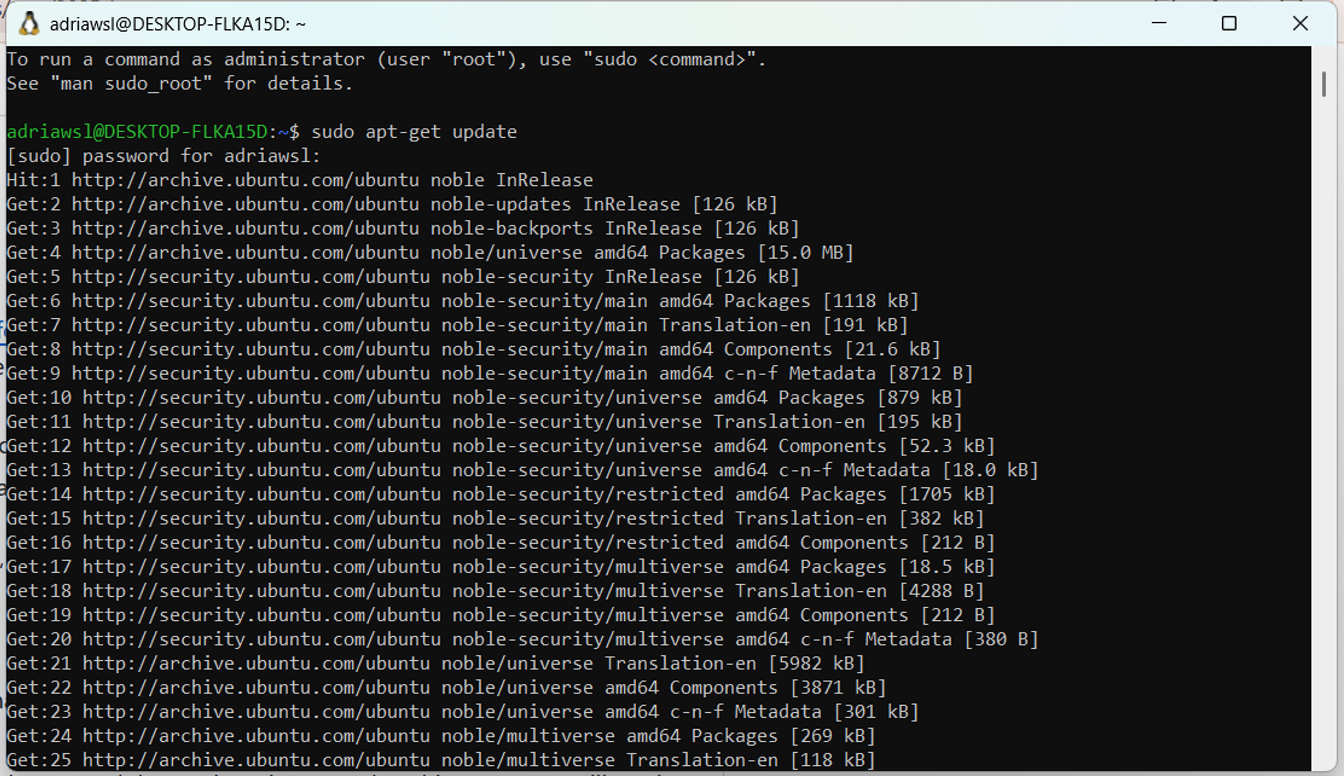 adriawsl@DESKTOP-FLKA15D: ~
To run a command as administrator (user "root"), use "sudo <command>".
See "man sudo_root" for details.
adriawsl@DESKTOP-FLKA15D:~$ sudo apt-get update
[sudo] password for adriawsl:
Hit:1 http://archive.ubuntu.com/ubuntu noble InRelease
Get:2 http://archive.ubuntu.com/ubuntu noble-updates InRelease [126 kB]
Get:3 http://archive.ubuntu.com/ubuntu noble-backports InRelease [126 kB]
Get:4 http://archive.ubuntu.com/ubuntu noble/universe amd64 Packages [15.0 MB]
Get:5 http://security.ubuntu.com/ubuntu noble-security InRelease [126 kB]
Get:6 http://security.ubuntu.com/ubuntu noble-security/main amd64 Packages [1118 kB]
Get:7 http://security.ubuntu.com/ubuntu noble-security/main Translation-en [191 kB]
Get:8 http://security.ubuntu.com/ubuntu noble-security/main amd64 Components [21.6 kB]
Get:9 http://security.ubuntu.com/ubuntu noble-security/main amd64 c-n-f Metadata [8712 B]
Get:10 http://security.ubuntu.com/ubuntu noble-security/universe amd64 Packages [879 kB]
Get:11 http://security.ubuntu.com/ubuntu noble-security/universe Translation-en [195 kB]
Get:12 http://security.ubuntu.com/ubuntu noble-security/universe amd64 Components [52.3 kB]
Get:13 http://security.ubuntu.com/ubuntu noble-security/universe amd64 c-n-f Metadata [18.0 kB]
Get:14 http://security.ubuntu.com/ubuntu noble-security/restricted amd64 Packages [1705 kB]
Get:15 http://security.ubuntu.com/ubuntu noble-security/restricted Translation-en [382 kB]
Get:16 http://security.ubuntu.com/ubuntu noble-security/restricted amd64 Components [212 B]
Get:17 http://security.ubuntu.com/ubuntu noble-security/multiverse amd64 Packages [18.5 kB]
Get:18 http://security.ubuntu.com/ubuntu noble-security/multiverse Translation-en [4288 B]
Get:19 http://security.ubuntu.com/ubuntu noble-security/multiverse amd64 Components [212 B]
Get:20 http://security.ubuntu.com/ubuntu noble-security/multiverse amd64 c-n-f Metadata [380 B]
Get:21 http://archive.ubuntu.com/ubuntu noble/universe Translation-en [5982 kB]
Get:22 http://archive.ubuntu.com/ubuntu noble/universe amd64 Components [3871 kB]
Get:23 http://archive.ubuntu.com/ubuntu noble/universe amd64 c-n-f Metadata [301 kB]
Get:24 http://archive.ubuntu.com/ubuntu noble/multiverse amd64 Packages [269 kB]
Get:25 http://archive.ubuntu.com/ubuntu noble/multiverse Translation-en [118 kB]